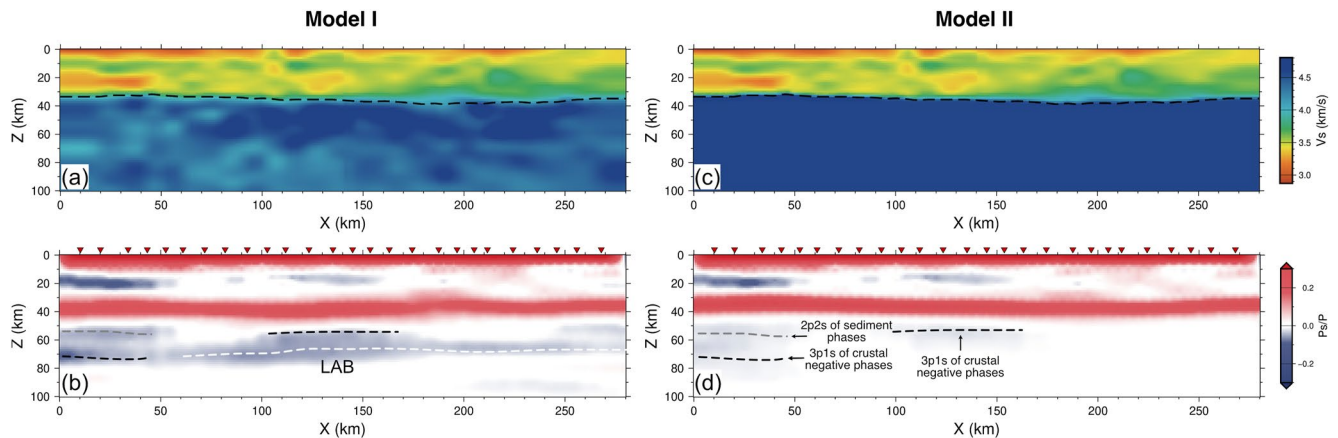 Model I
Model II
0
20
40
60
80
100
Z (km)
(a)
0
50
100
150
200
250
X (km)
0
20
40
60
80
100
Z (km)
(c)
0
50
100
150
200
250
X (km)
4.5
4.0
3.5
3.0
Vs (km/s)
0
20
40
60
80
100
Z (km)
LAB
(b)
0
50
100
150
200
250
X (km)
0
20
40
60
80
100
Z (km)
2p2s of sediment
phases
3p1s of crustal
negative phases
3p1s of crustal
negative phases
(d)
0
50
100
150
200
250
X (km)
0.2
0.0
−0.2
Ps/P